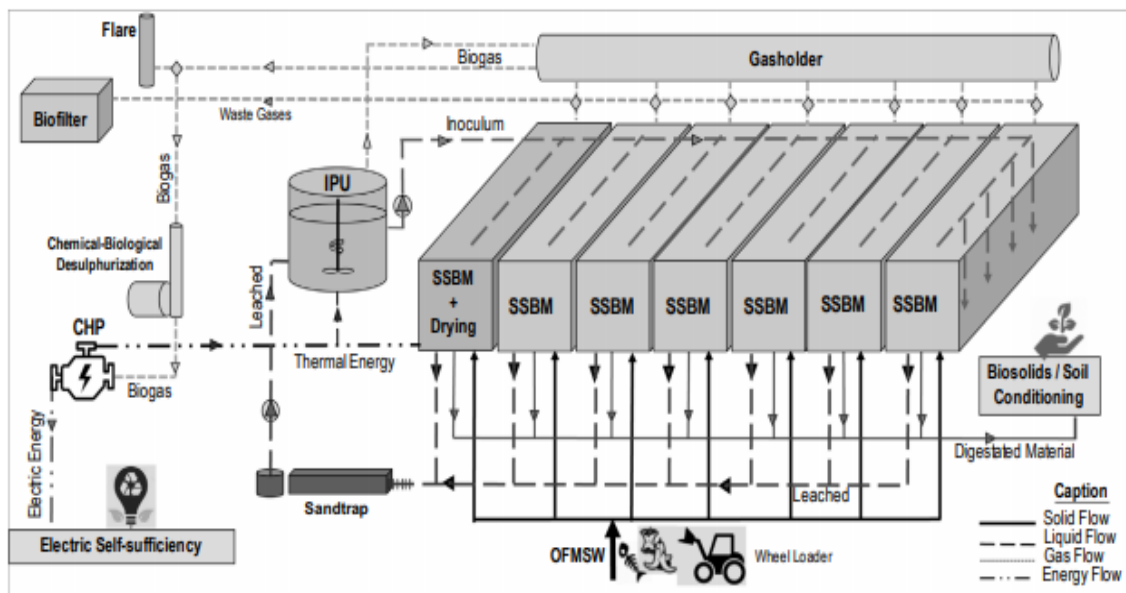 Flare
Biogas
Gasholder
Biofilter
Waste Gases
Inoculum
Biogas
IPU
Chemical-Biological
Desulphurization
Leached
SSBM
+
Drying
SSBM
SSBM
SSBM
SSBM
SSBM
SSBM
CHP
Thermal Energy
Biogas
Biosolids / Soil
Conditioning
Electric Energy
Digestated Material
Leached
Sandtrap
Electric Self-sufficiency
OFMSW
Wheel Loader
Caption
Solid Flow
Liquid Flow
Gas Flow
Energy Flow